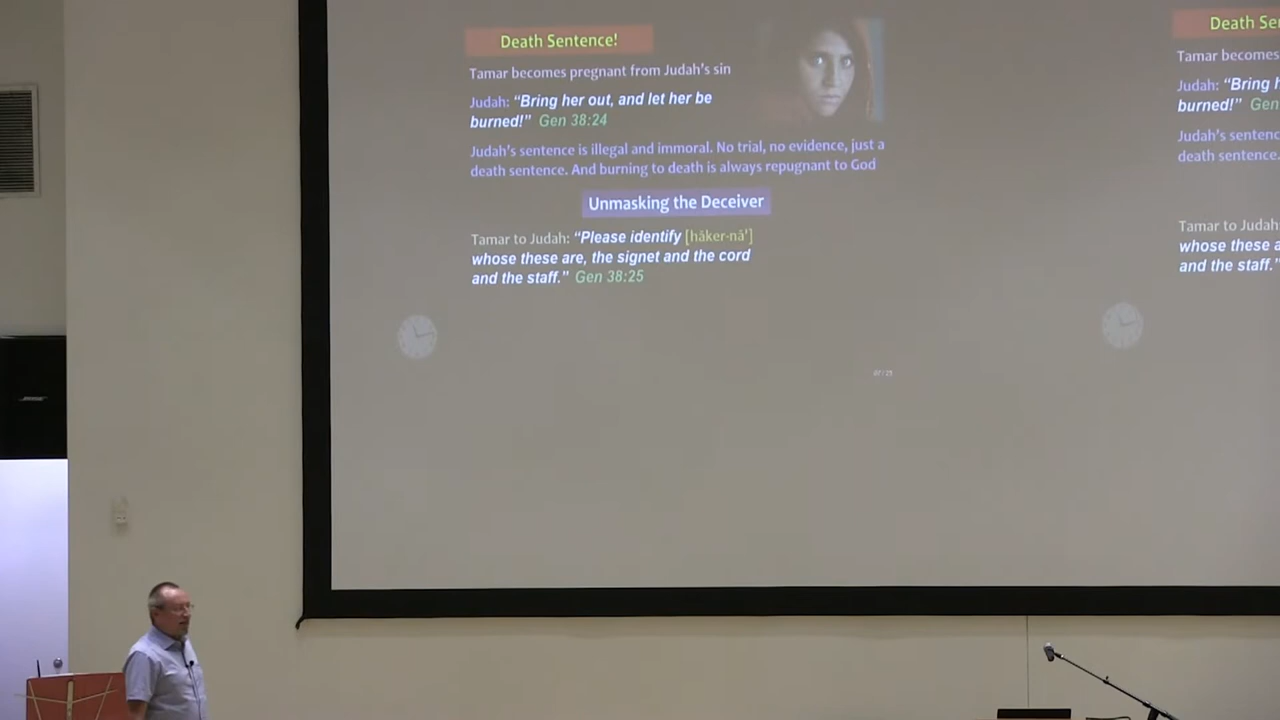 Death Sentence!
Tamar becomes pregnant from Judah's sin
Judah: “Bring her out, and let her be
burned!” Gen 38:24
Judah's sentence is illegal and immoral. No trial, no evidence, just a
death sentence. And burning to death is always repugnant to God
Unmasking the Deceiver
Tamar to Judah: “Please identify [hāker-nā']
whose these are, the signet and the cord
and the staff.” Gen 38:25
Death Se
Tamar becomes
Judah: “Bring h
burned!” Gen
Judah's sentenc
death sentence.
Tamar to Judah:
whose these a
and the staff.”
BOSE